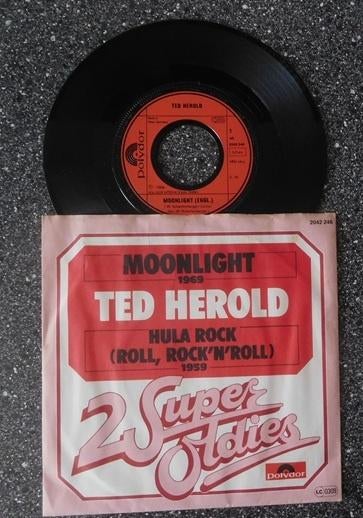 TED HEROLD
Polydor
MOONLIGHT (ENGL.)
2042 246
MOONLIGHT
1969
TED HEROLD
HULA ROCK
(ROLL, ROCK'N'ROLL)
1959
2 Super
Oldies
Polydor
LC 0309